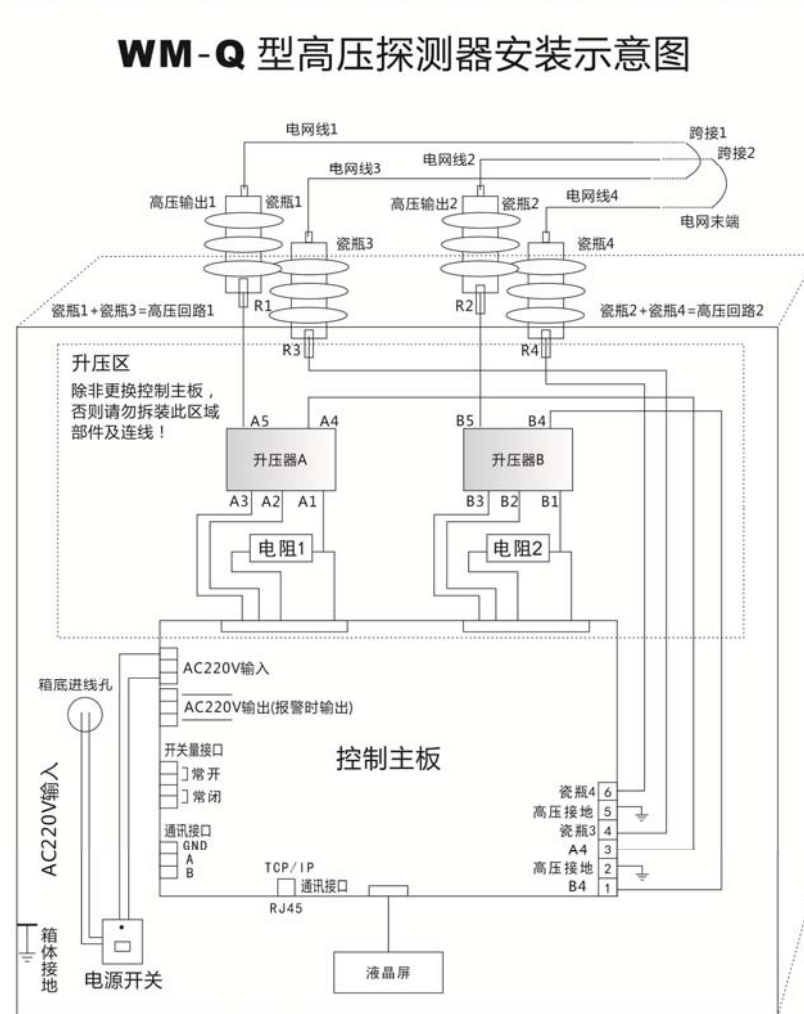 WM-Q 型高压探测器安装示意图
电网线1
跨接1
电网线2
跨接2
电网线3
高压输出1
瓷瓶1
高压输出2
瓷瓶2
电网线4
电网末端
瓷瓶3
瓷瓶4
R1
R2
瓷瓶1+瓷瓶3=高压回路1
瓷瓶2+瓷瓶4=高压回路2
R3
R4
升压区
除非更换控制主板，
否则请勿拆装此区域
部件及连线！
A5
A4
B5
B4
升压器A
升压器B
A3
A2
A1
B3
B2
B1
电阻1
电阻2
AC220V输入
箱底进线孔
AC220V输出(报警时输出)
开关量接口
常开
常闭
控制主板
AC220V输入
通讯接口
GND
A
B
瓷瓶4 6
高压接地 5
瓷瓶3 4
A4 3
高压接地 2
B4 1
TCP/IP
通讯接口
RJ45
箱体接地
电源开关
液晶屏